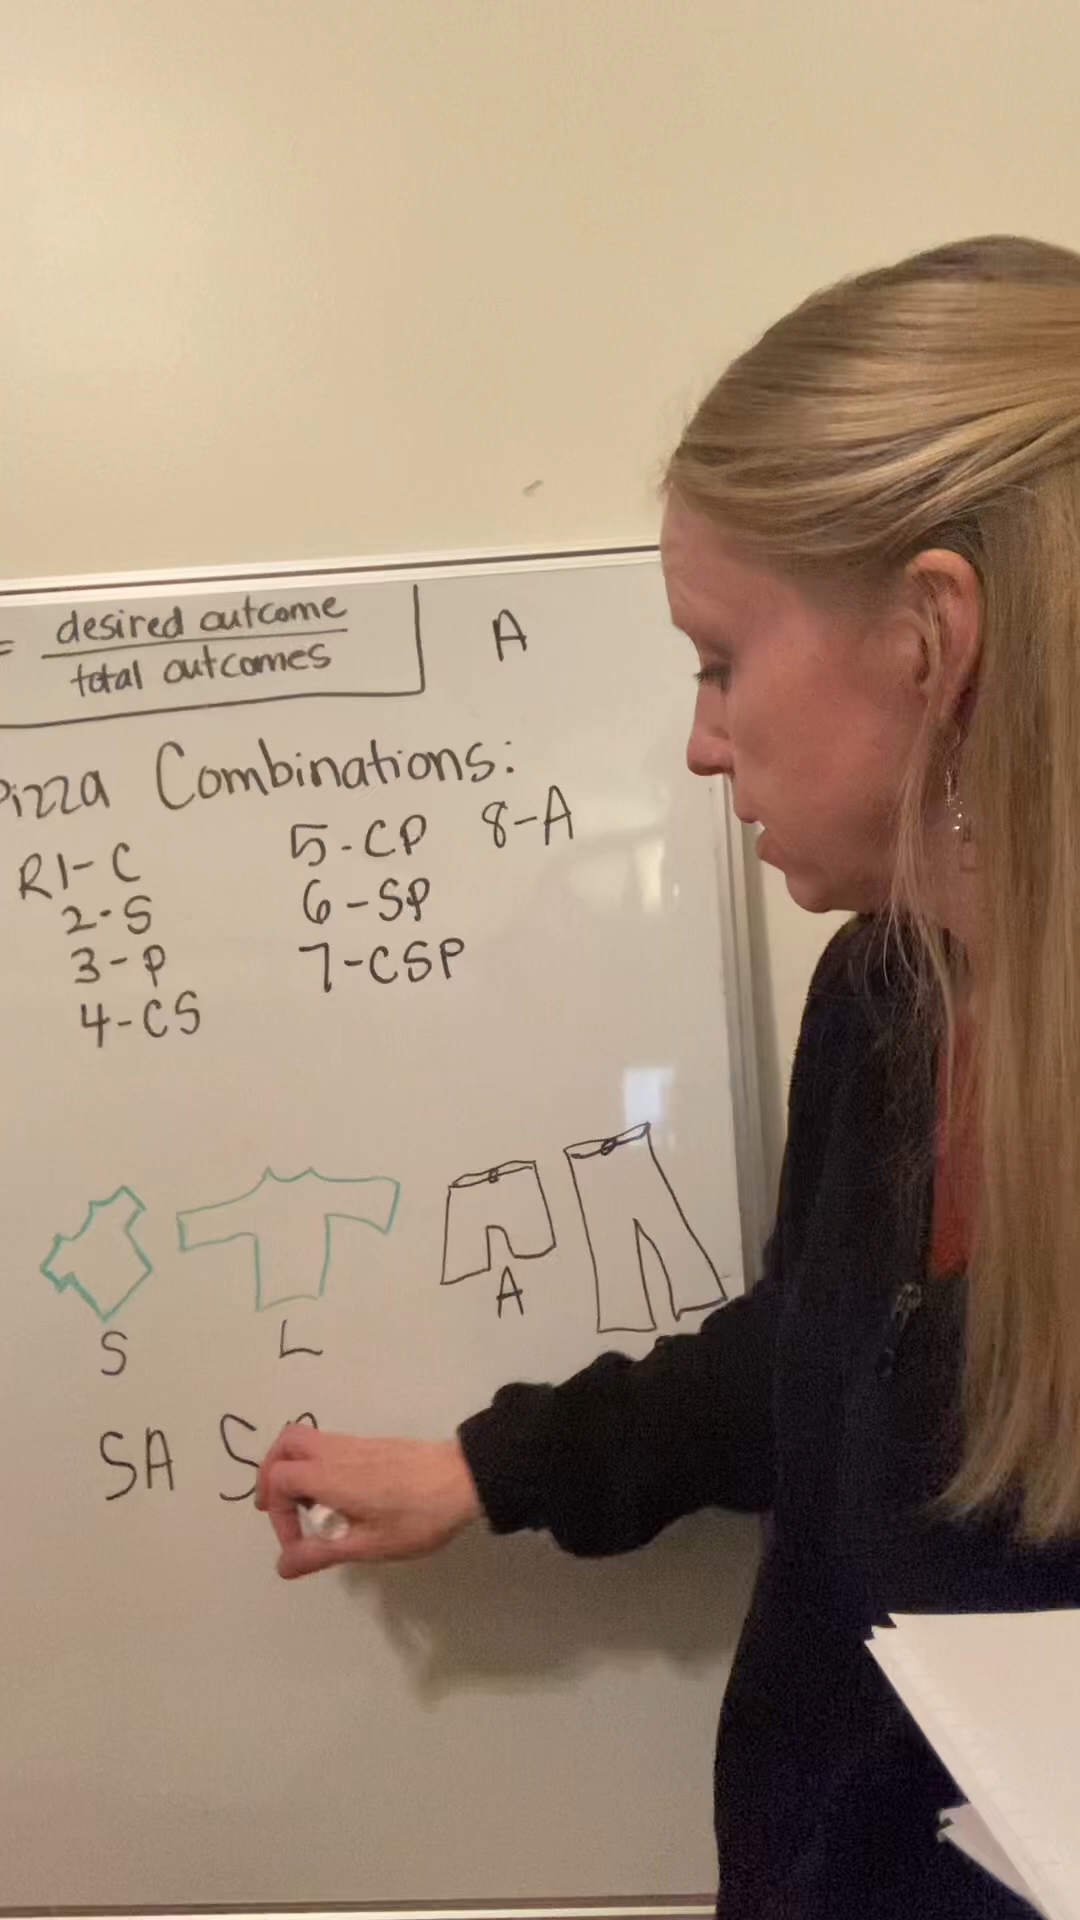 = desired outcome
total outcomes
A
Pizza Combinations:
R1-C
2-S
3-P
4-CS
5-CP
6-SP
7-CSP
8-A
S
L
A
SA S